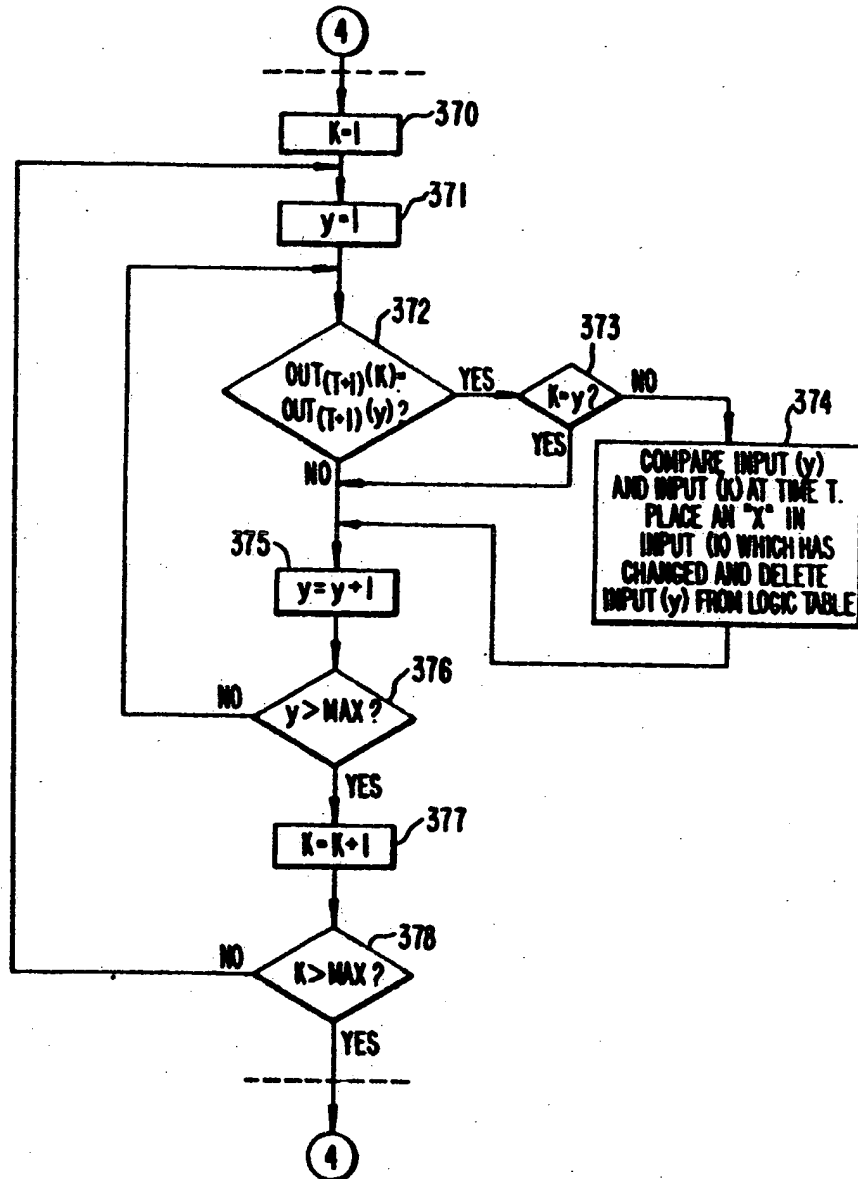 4
370
K=1
371
y=1
372
OUT(T+1)(K)=
OUT(T+1)(y)?
YES
NO
373
K=y?
NO
YES
374
COMPARE INPUT (y)
AND INPUT (K) AT TIME T.
PLACE AN "X" IN
INPUT (K) WHICH HAS
CHANGED AND DELETE
INPUT (y) FROM LOGIC TABLE
375
y=y+1
376
NO
y>MAX?
YES
377
K=K+1
378
NO
K>MAX?
YES
4